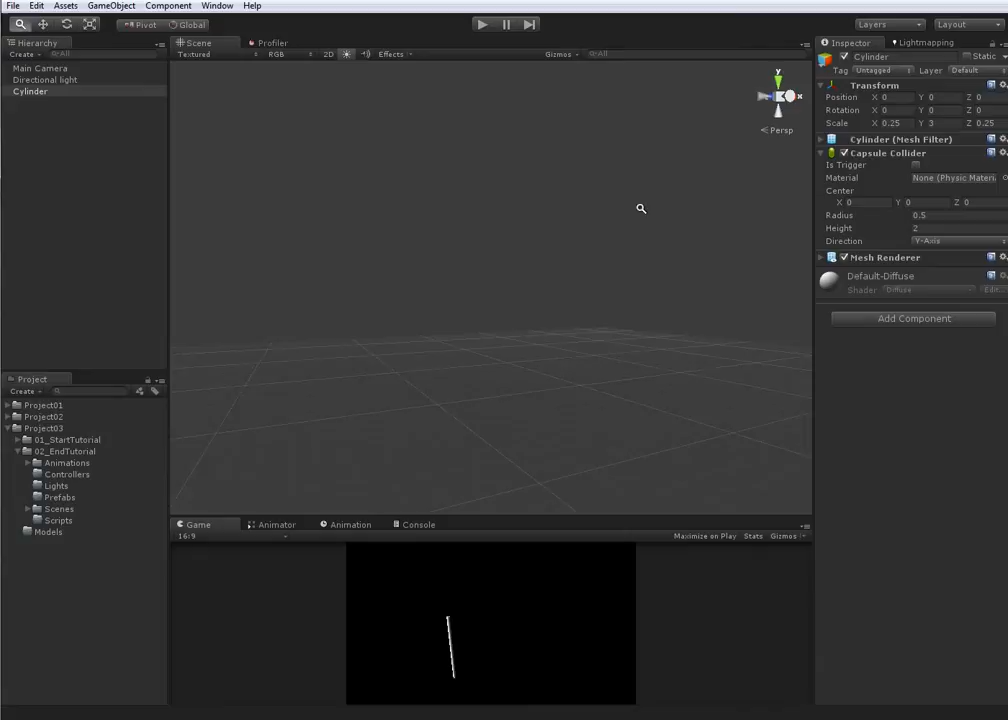 File Edit Assets GameObject Component Window Help
Pivot Global Layers Layout
Hierarchy Scene Profiler Inspector Lightmapping
Create All Textured RGB 2D Effects Gizmos All Cylinder Static
Main Camera
Directional light
Cylinder
Tag Untagged Layer Default
Transform
Position X 0 Y 0 Z 0
Rotation X 0 Y 0 Z 0
Scale X 0.25 Y 3 Z 0.25
y
x
Persp
Cylinder (Mesh Filter)
Capsule Collider
Is Trigger
Material None (Physic Materi
Center
X 0 Y 0 Z 0
Radius 0.5
Height 2
Direction Y-Axis
Mesh Renderer
Default-Diffuse
Shader Diffuse Edit...
Add Component
Project
Create
Project01
Project02
Project03
01_StartTutorial
02_EndTutorial
Animations
Controllers
Lights
Prefabs
Scenes
Scripts
Models
Game Animator Animation Console
16:9 Maximize on Play Stats Gizmos